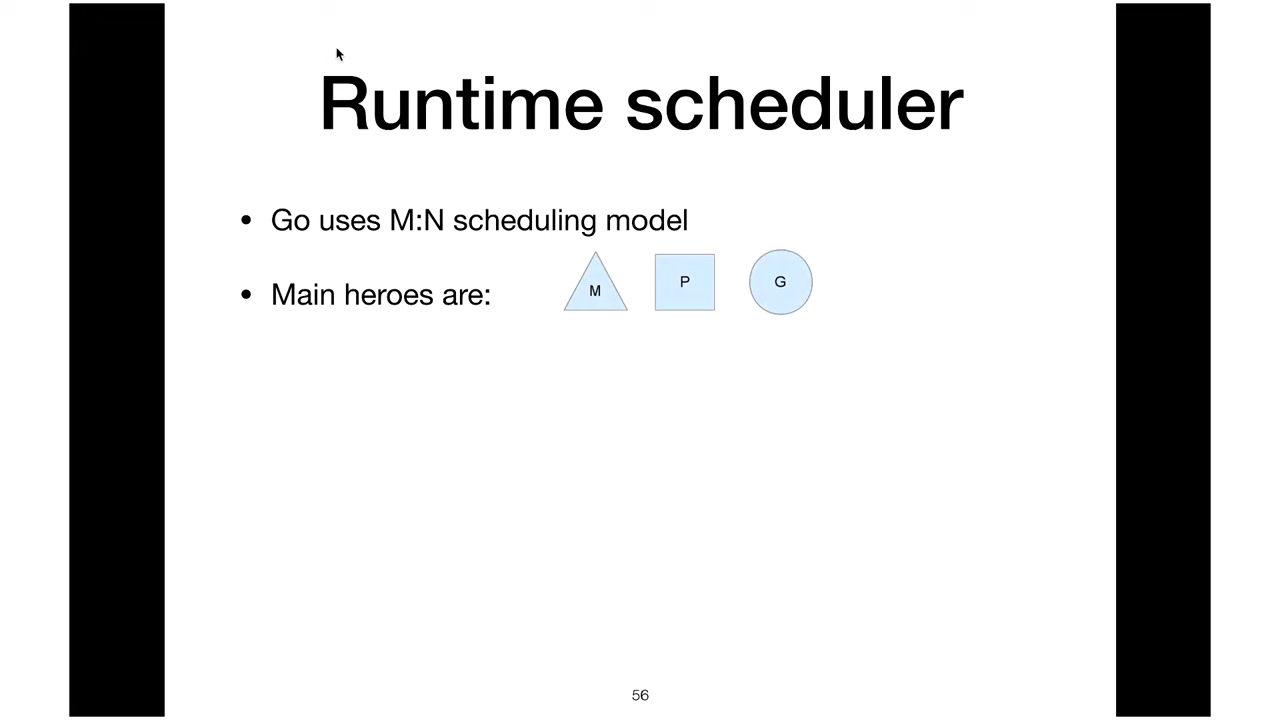 Runtime scheduler
• Go uses M:N scheduling model
• Main heroes are: M P G
56